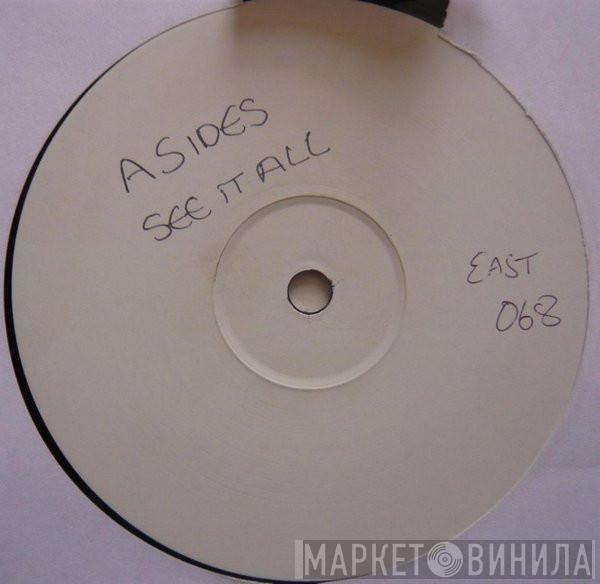 A SIDES
SEE IT ALL
EAST
068
МАРКЕТ ВИНИЛА